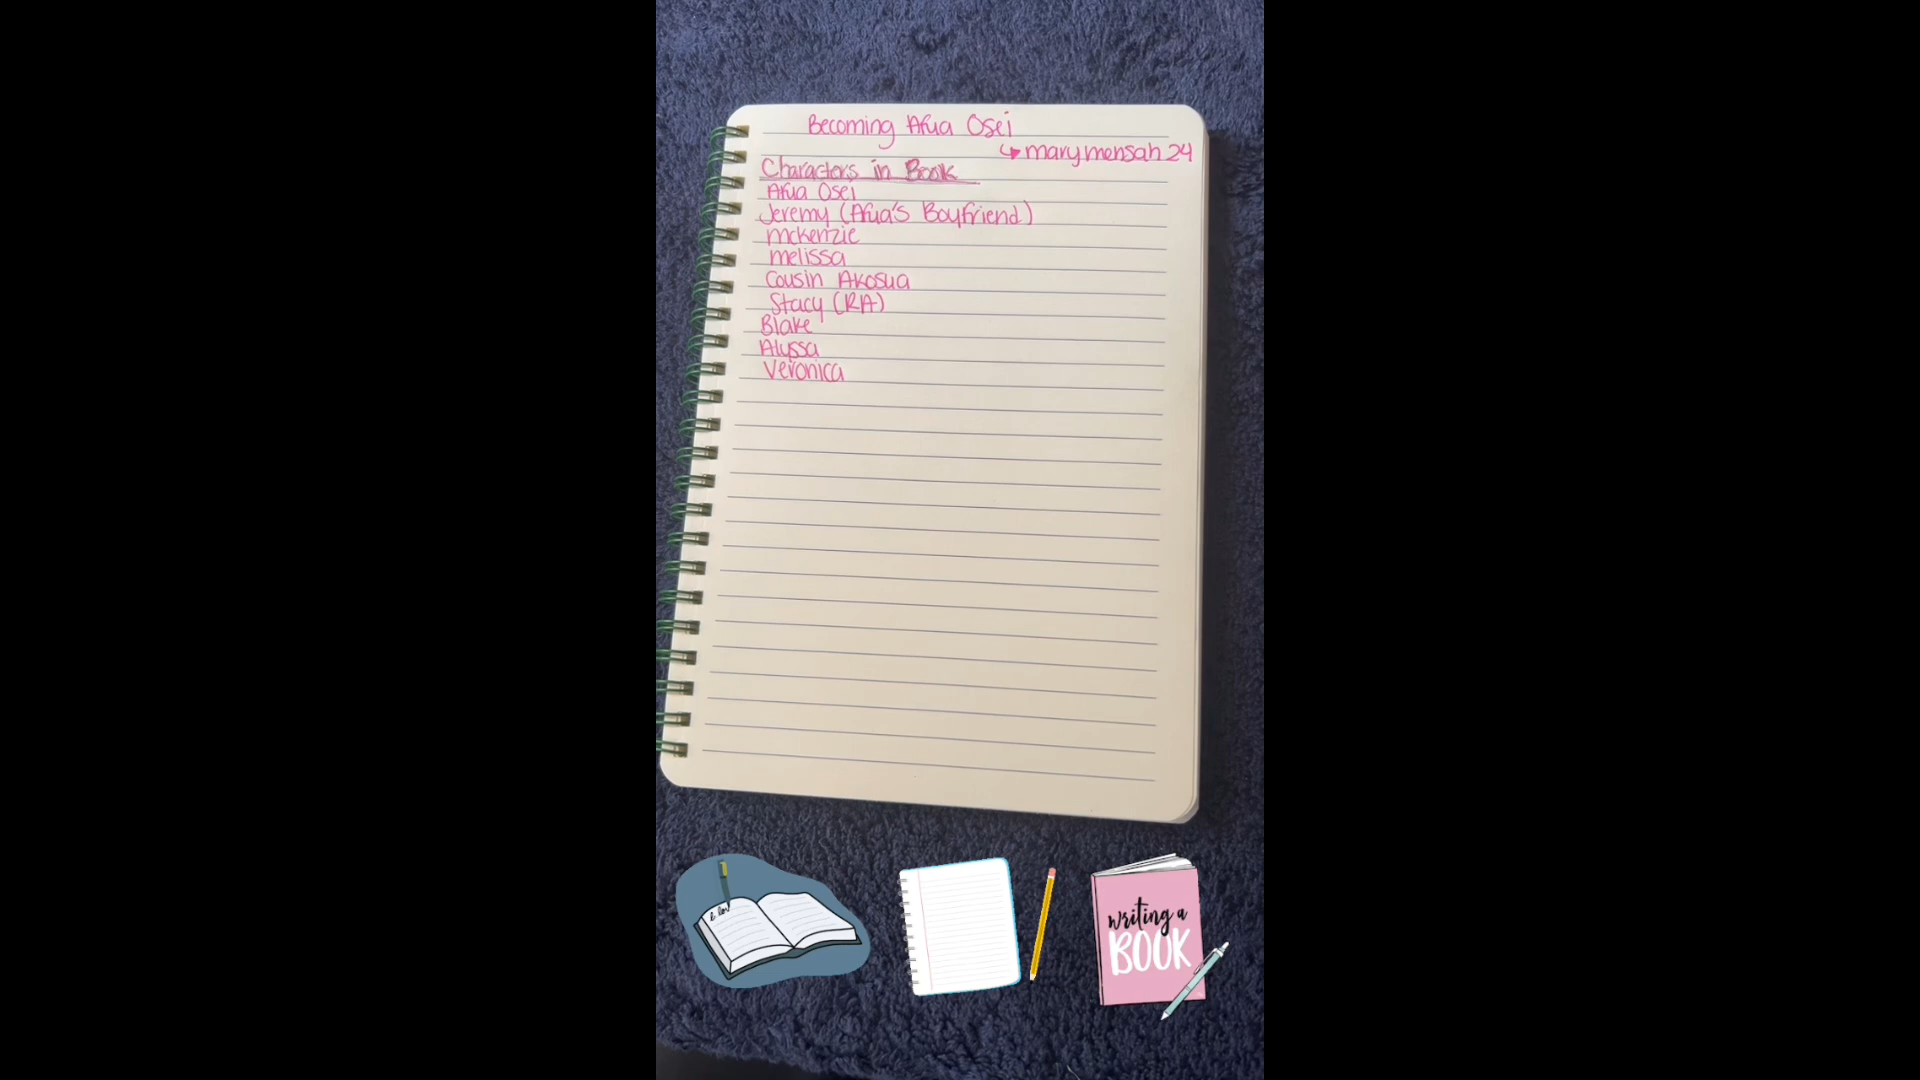 Becoming Afua Osei
marymensah24
Characters in Book
Afua Osei
Jeremy (Afua's Boyfriend)
mckenzie
melissa
Cousin Akosua
Stacy (RA)
Blake
Alyssa
Veronica
writing a
BOOK